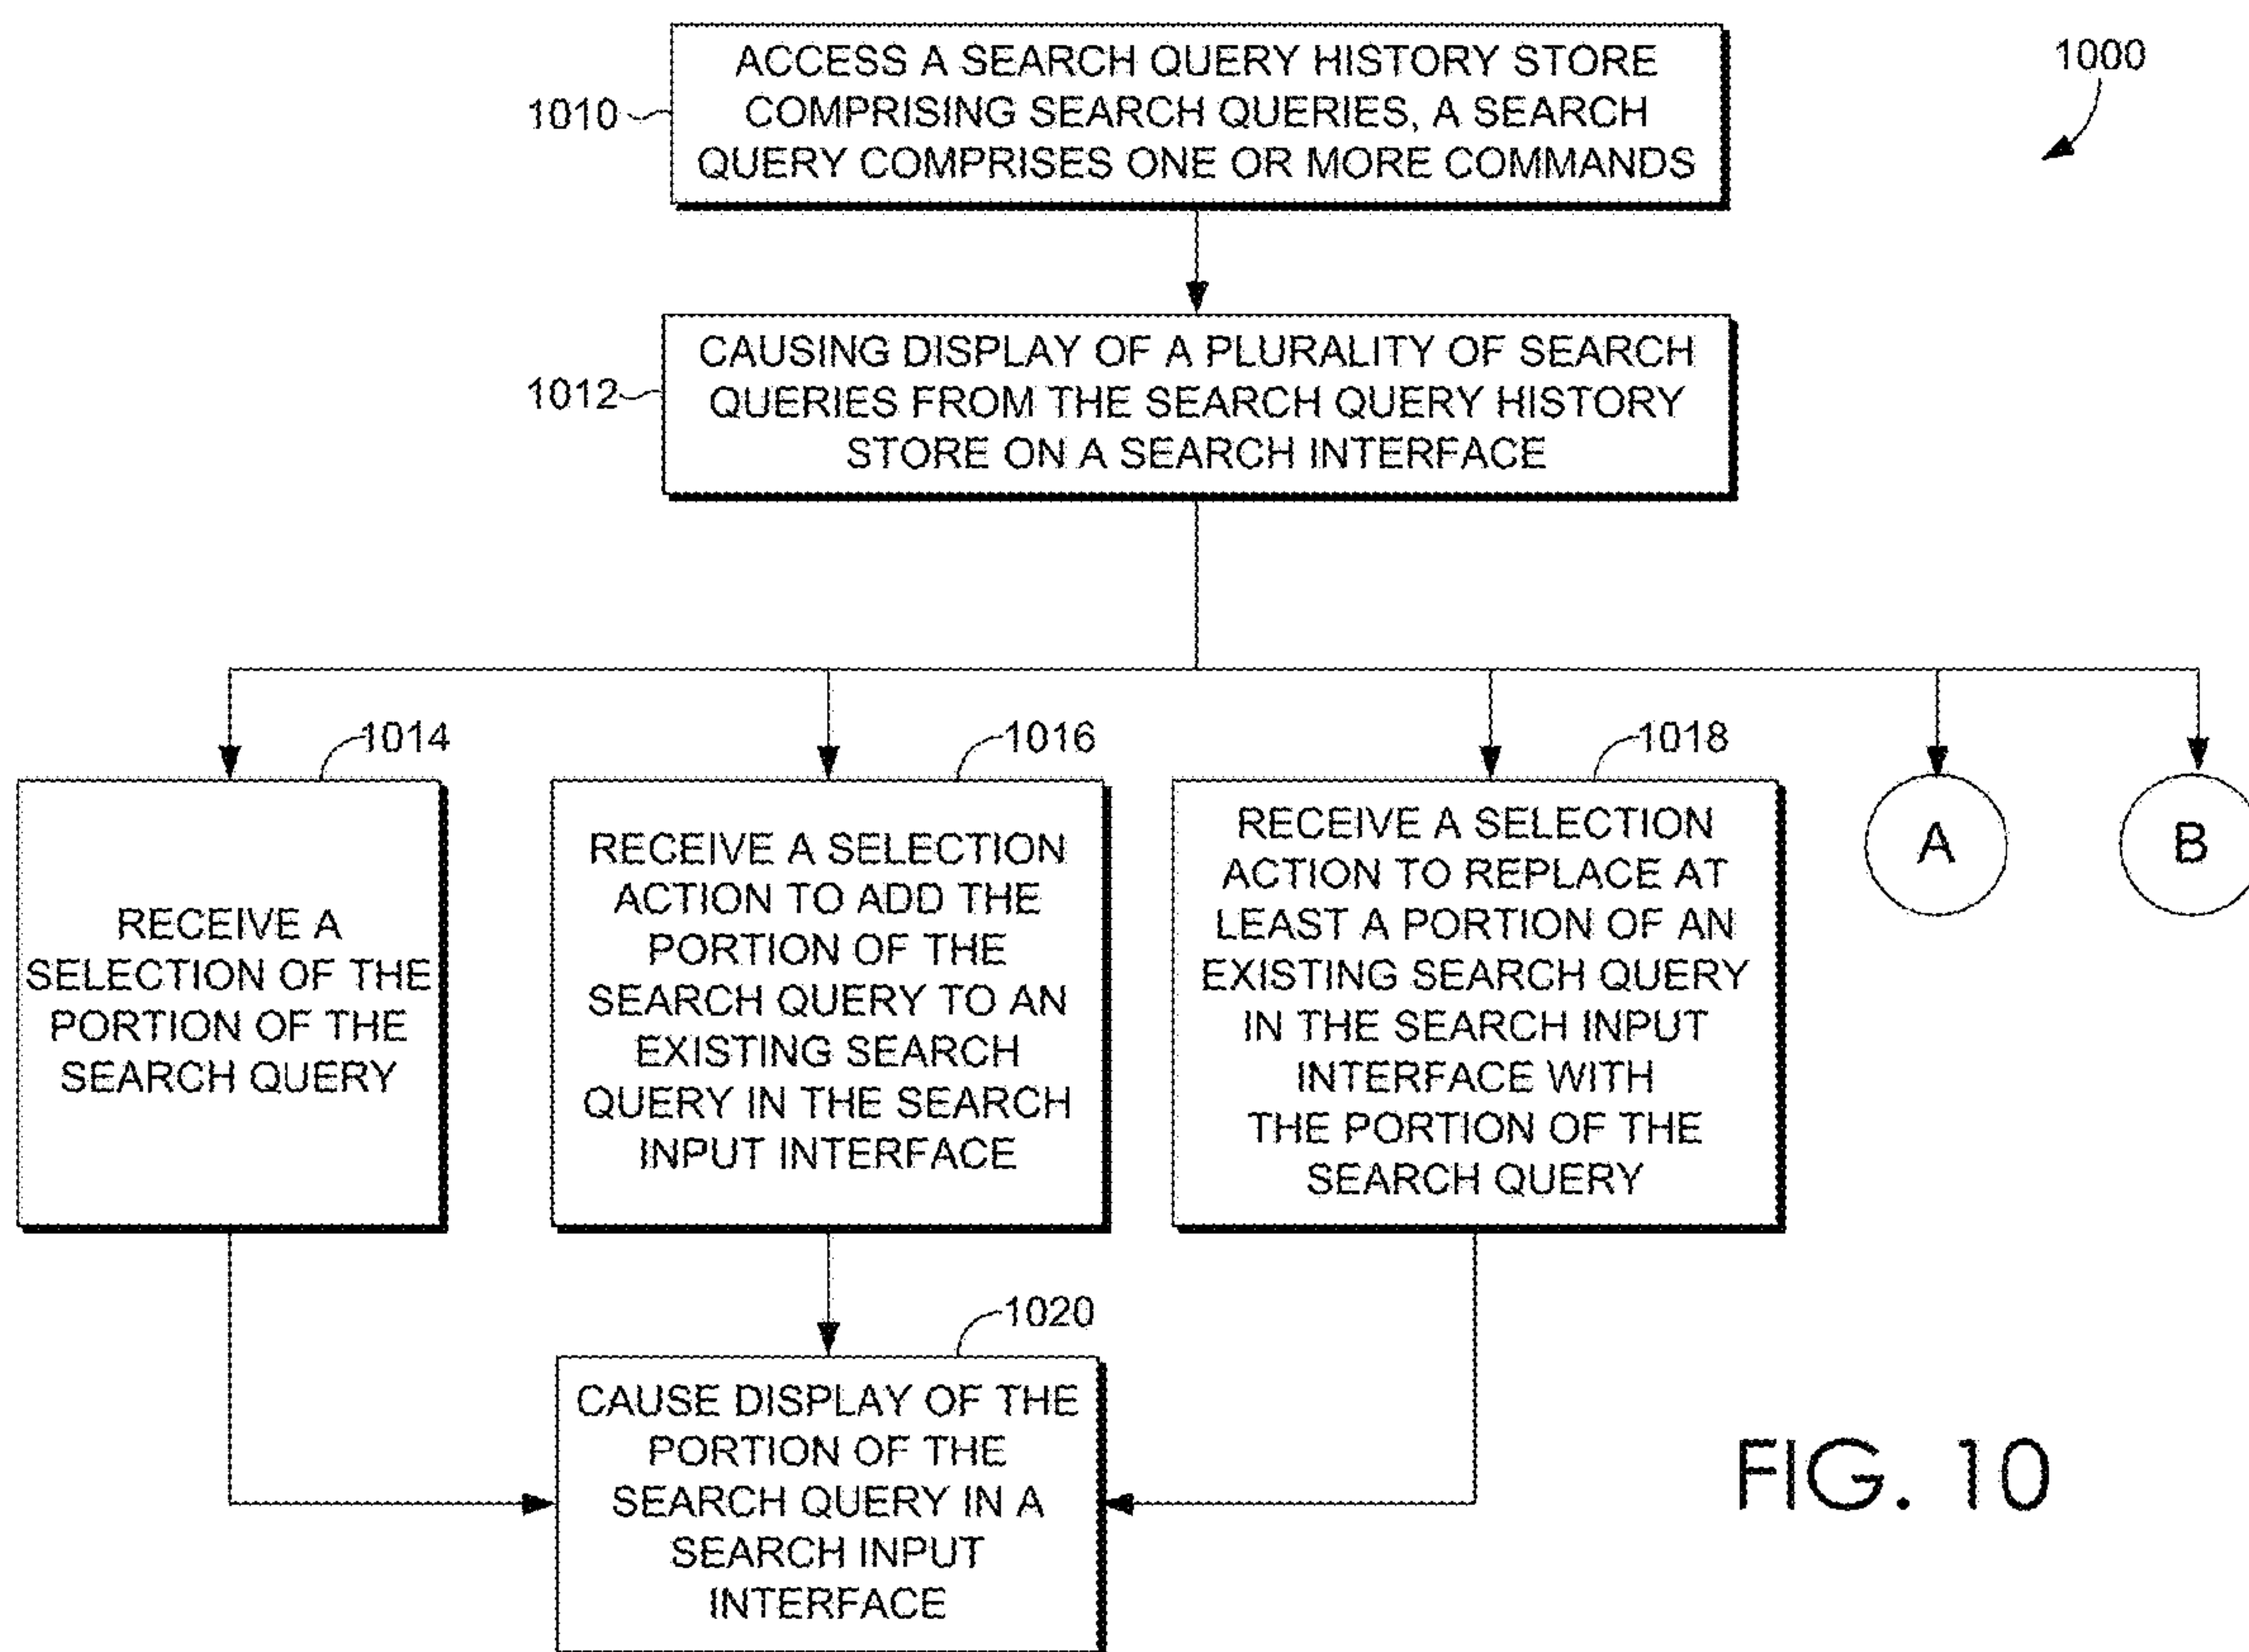 1000
1010
ACCESS A SEARCH QUERY HISTORY STORE
COMPRISING SEARCH QUERIES, A SEARCH
QUERY COMPRISES ONE OR MORE COMMANDS
1012
CAUSING DISPLAY OF A PLURALITY OF SEARCH
QUERIES FROM THE SEARCH QUERY HISTORY
STORE ON A SEARCH INTERFACE
1014
RECEIVE A
SELECTION OF THE
PORTION OF THE
SEARCH QUERY
1016
RECEIVE A SELECTION
ACTION TO ADD THE
PORTION OF THE
SEARCH QUERY TO AN
EXISTING SEARCH
QUERY IN THE SEARCH
INPUT INTERFACE
1018
RECEIVE A SELECTION
ACTION TO REPLACE AT
LEAST A PORTION OF AN
EXISTING SEARCH QUERY
IN THE SEARCH INPUT
INTERFACE WITH
THE PORTION OF THE
SEARCH QUERY
A
B
1020
CAUSE DISPLAY OF THE
PORTION OF THE
SEARCH QUERY IN A
SEARCH INPUT
INTERFACE
FIG. 10